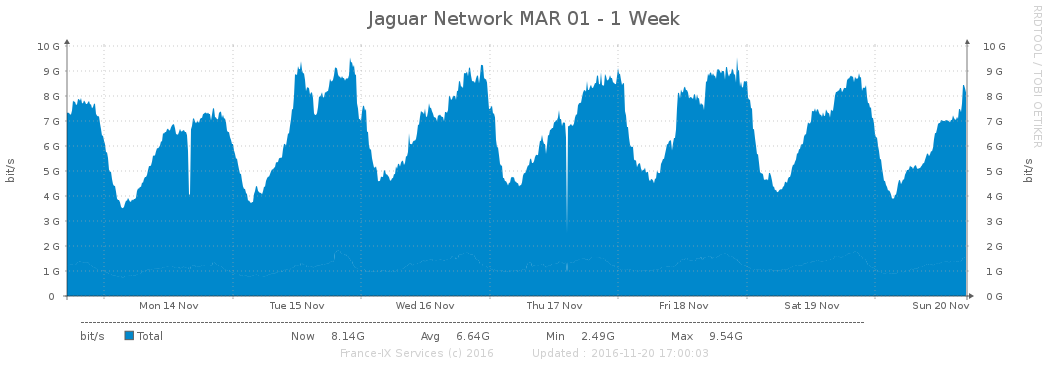 Jaguar Network MAR 01 - 1 Week
RRDTOOL / TOBI OETIKER
bit/s
10 G 10 G
9 G 9 G
8 G 8 G
7 G 7 G
6 G 6 G
5 G 5 G
4 G 4 G
3 G 3 G
2 G 2 G
1 G 1 G
0 0 G
bit/s
Mon 14 Nov Tue 15 Nov Wed 16 Nov Thu 17 Nov Fri 18 Nov Sat 19 Nov Sun 20 Nov
bit/s Total Now 8.14G Avg 6.64G Min 2.49G Max 9.54G
France-IX Services (c) 2016 Updated : 2016-11-20 17:00:03